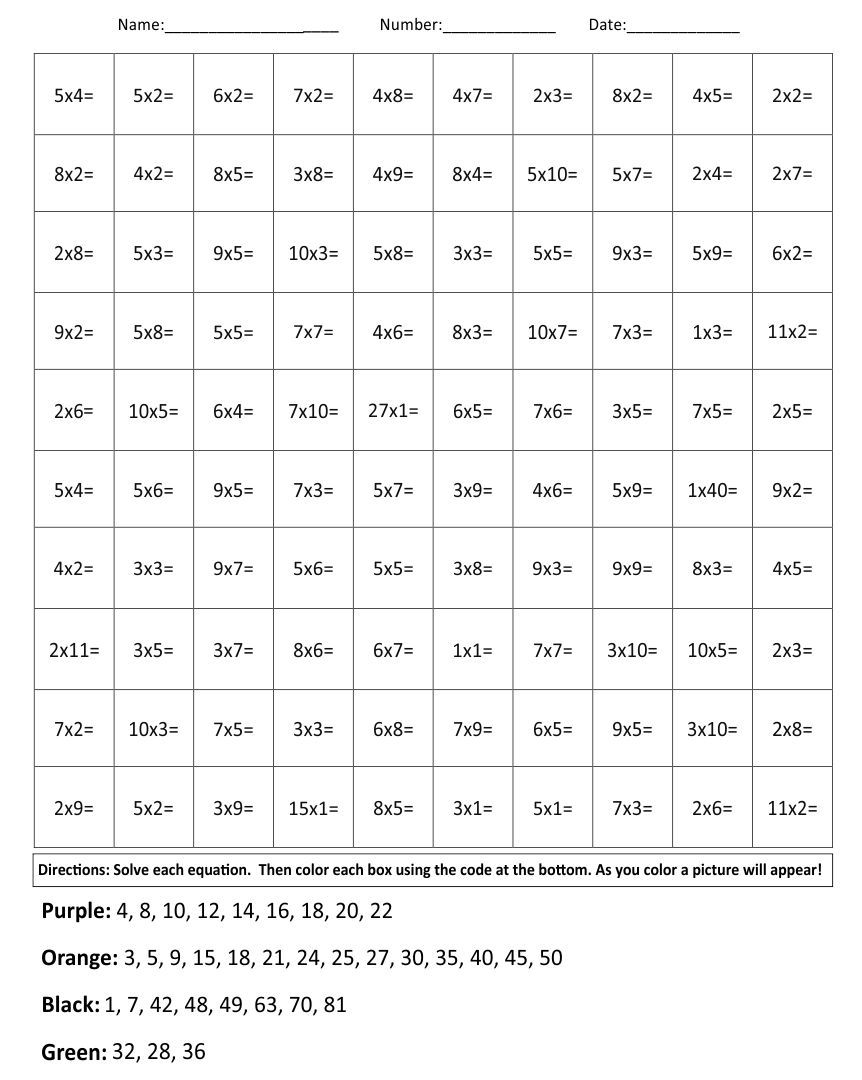 Name:____________________ Number:_____________ Date:_____________
5x4= 5x2= 6x2= 7x2= 4x8= 4x7= 2x3= 8x2= 4x5= 2x2=
8x2= 4x2= 8x5= 3x8= 4x9= 8x4= 5x10= 5x7= 2x4= 2x7=
2x8= 5x3= 9x5= 10x3= 5x8= 3x3= 5x5= 9x3= 5x9= 6x2=
9x2= 5x8= 5x5= 7x7= 4x6= 8x3= 10x7= 7x3= 1x3= 11x2=
2x6= 10x5= 6x4= 7x10= 27x1= 6x5= 7x6= 3x5= 7x5= 2x5=
5x4= 5x6= 9x5= 7x3= 5x7= 3x9= 4x6= 5x9= 1x40= 9x2=
4x2= 3x3= 9x7= 5x6= 5x5= 3x8= 9x3= 9x9= 8x3= 4x5=
2x11= 3x5= 3x7= 8x6= 6x7= 1x1= 7x7= 3x10= 10x5= 2x3=
7x2= 10x3= 7x5= 3x3= 6x8= 7x9= 6x5= 9x5= 3x10= 2x8=
2x9= 5x2= 3x9= 15x1= 8x5= 3x1= 5x1= 7x3= 2x6= 11x2=
Directions: Solve each equation. Then color each box using the code at the bottom. As you color a picture will appear!
Purple: 4, 8, 10, 12, 14, 16, 18, 20, 22
Orange: 3, 5, 9, 15, 18, 21, 24, 25, 27, 30, 35, 40, 45, 50
Black: 1, 7, 42, 48, 49, 63, 70, 81
Green: 32, 28, 36